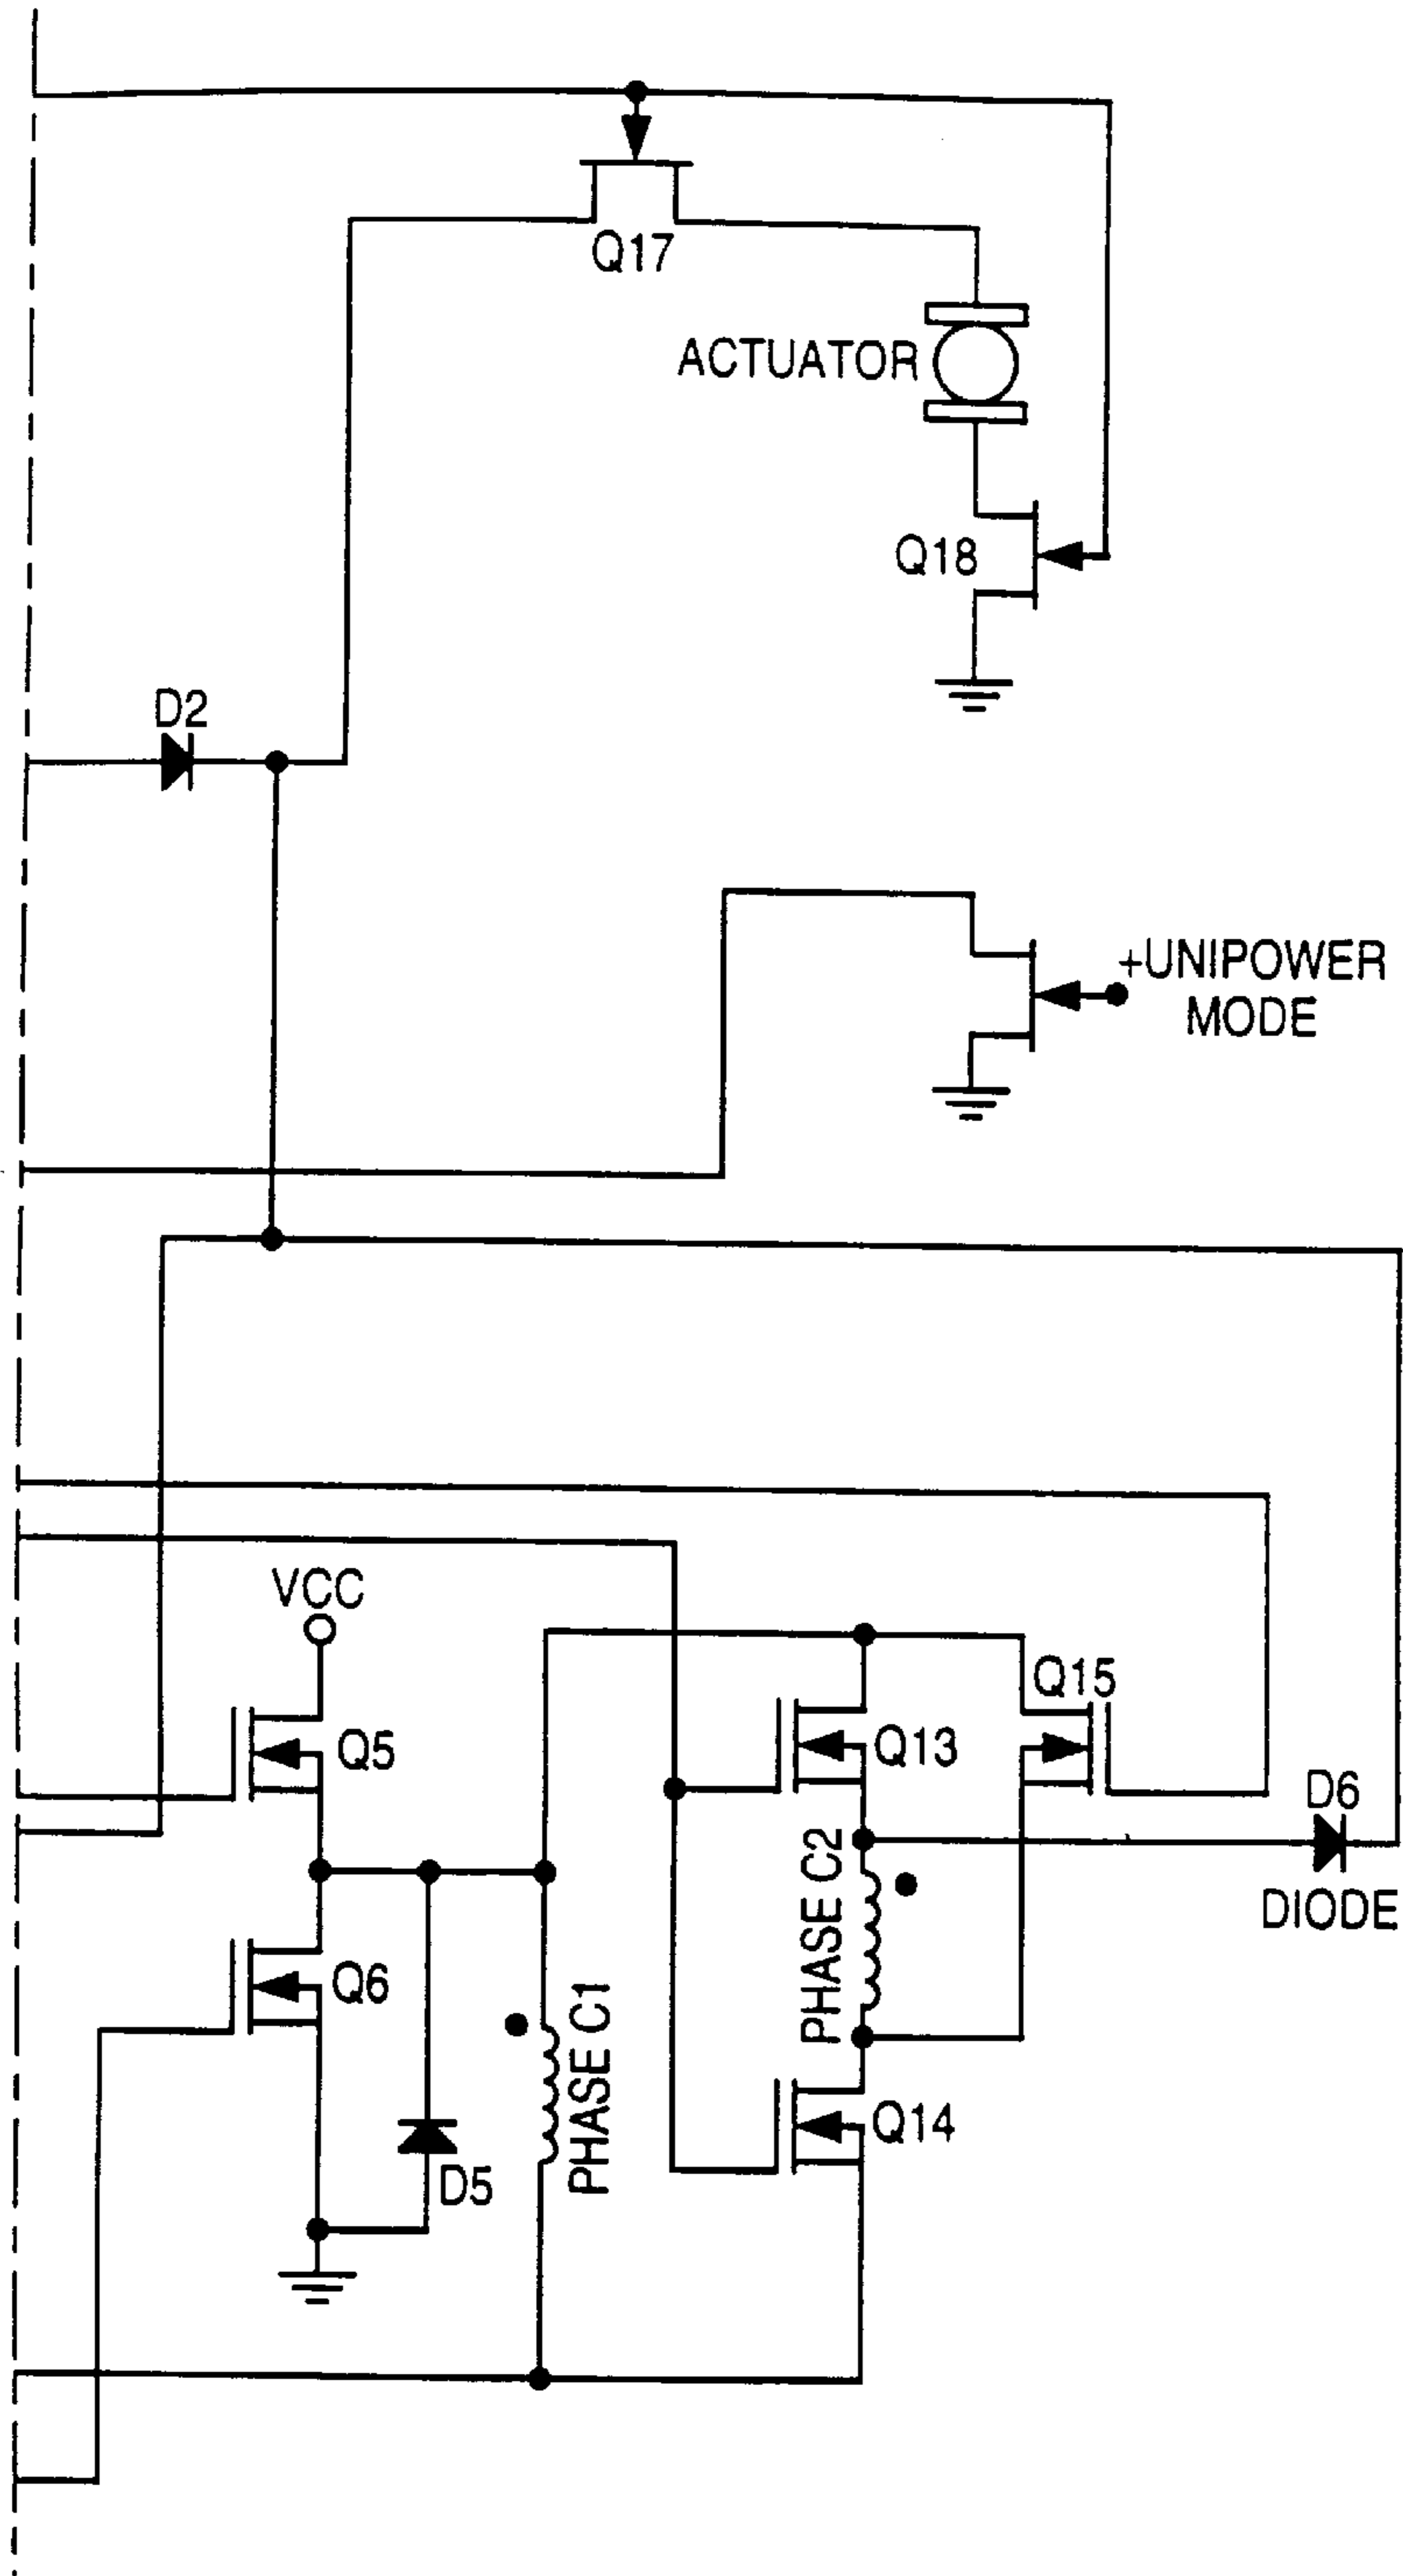 Q17
ACTUATOR
Q18
D2
+UNIPOWER
MODE
VCC
Q15
Q5
Q13
D6
DIODE
PHASE C2
Q6
PHASE C1
Q14
D5